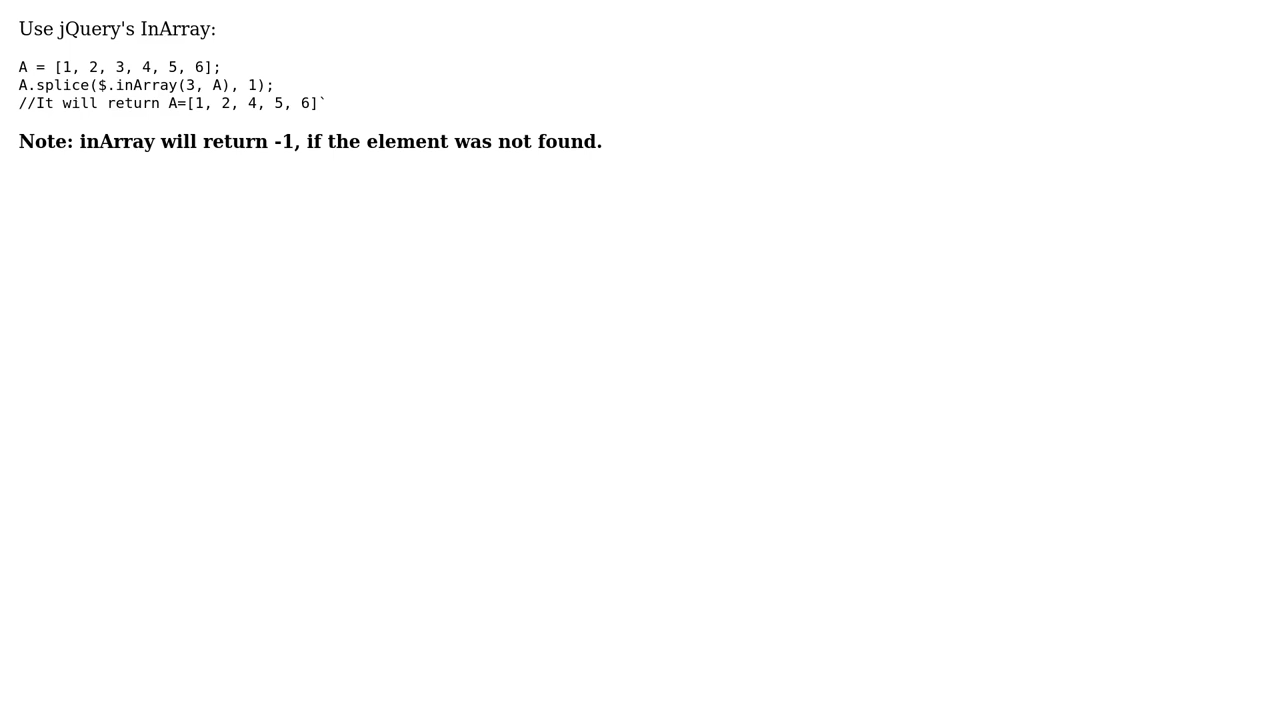 Use jQuery's InArray:
A = [1, 2, 3, 4, 5, 6];
A.splice($.inArray(3, A), 1);
//It will return A=[1, 2, 4, 5, 6]`
Note: inArray will return -1, if the element was not found.